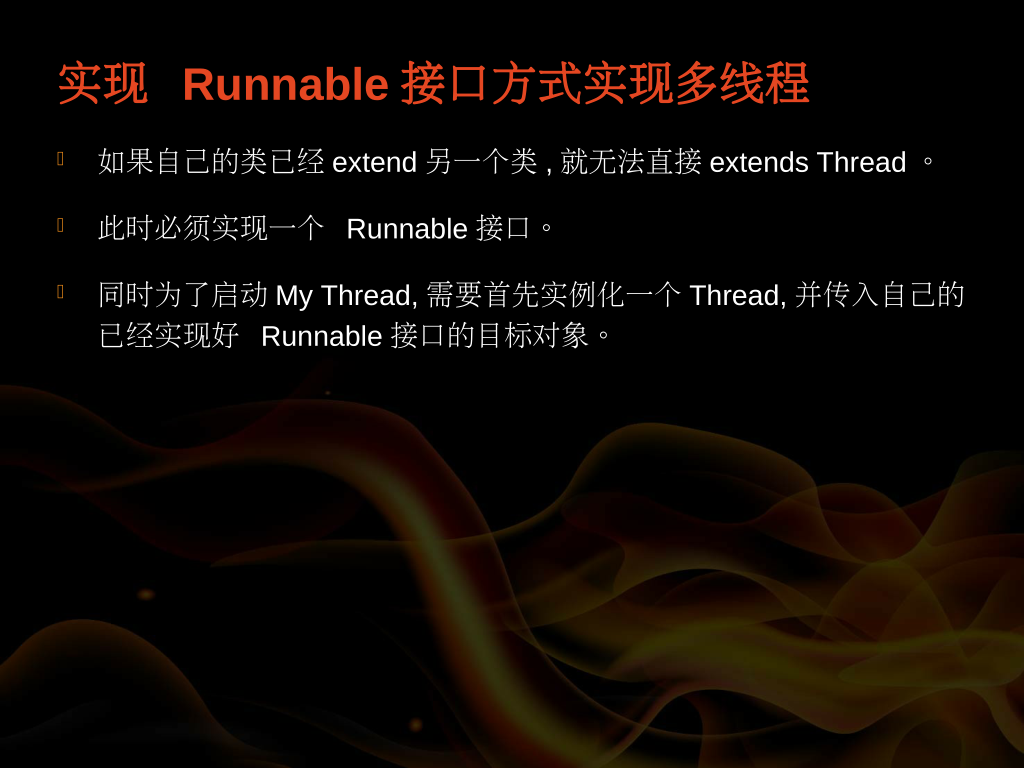 实现 Runnable 接口方式实现多线程
如果自己的类已经 extend 另一个类 , 就无法直接 extends Thread 。
此时必须实现一个 Runnable 接口。
同时为了启动 My Thread, 需要首先实例化一个 Thread, 并传入自己的
已经实现好 Runnable 接口的目标对象。